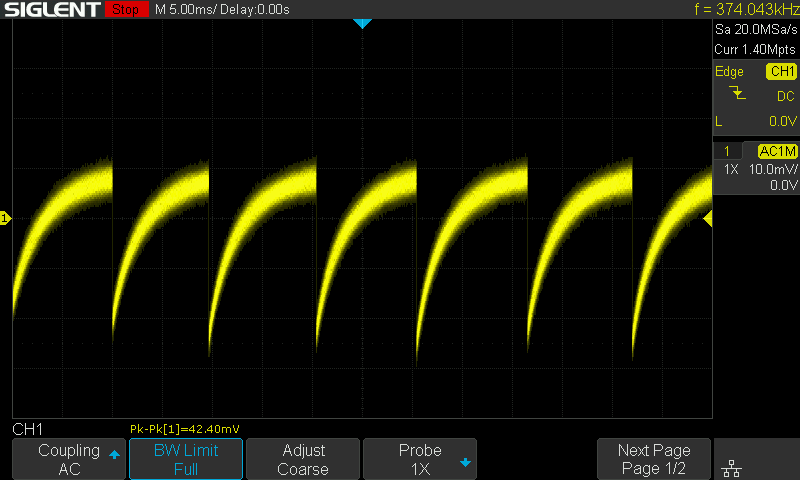 SIGLENT Stop M 5.00ms/ Delay:0.00s f = 374.043kHz
Sa 20.0MSa/s
Curr 1.40Mpts
Edge CH1
DC
L 0.0V
1 AC1M
1X 10.0mV/
0.0V
1
CH1 Pk-Pk[1]=42.40mV
Coupling BW Limit Adjust Probe Next Page
AC Full Coarse 1X Page 1/2